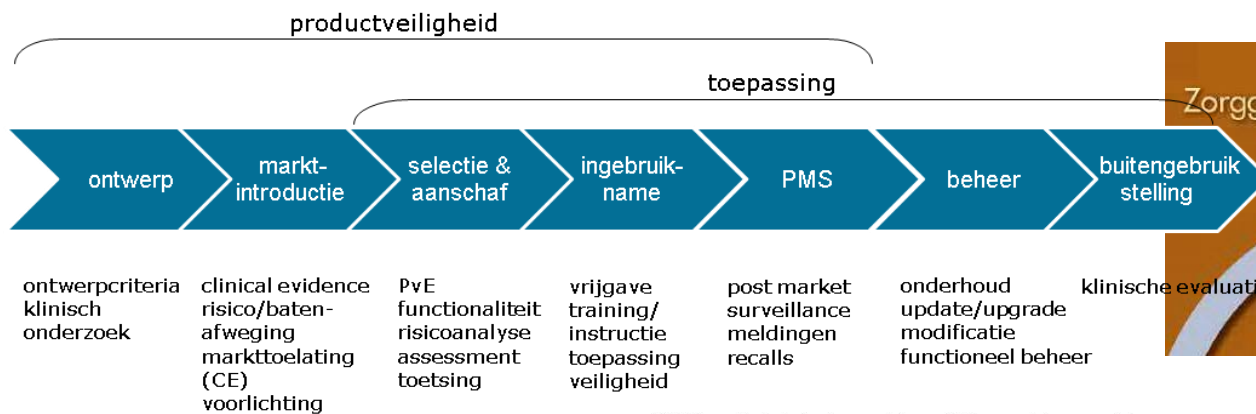 productveiligheid
toepassing
Zorgg
ontwerp
markt-
introductie
selectie &
aanschaf
ingebruik-
name
PMS
beheer
buitengebruik
stelling
ontwerpcriteria
klinisch
onderzoek
clinical evidence
risico/baten-
afweging
markttoelating
(CE)
voorlichting
PvE
functionaliteit
risicoanalyse
assessment
toetsing
vrijgave
training/
instructie
toepassing
veiligheid
post market
surveillance
meldingen
recalls
onderhoud
update/upgrade
modificatie
functioneel beheer
klinische evaluati